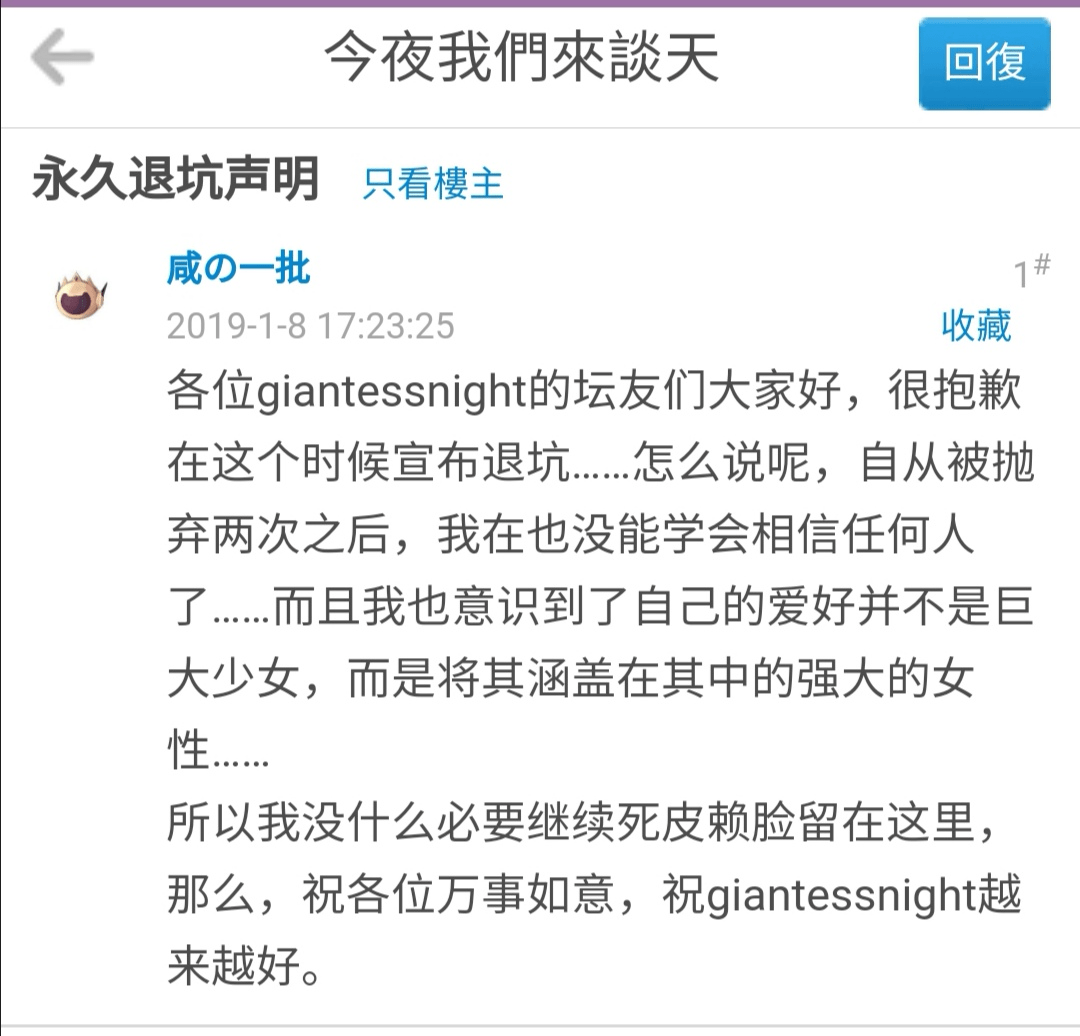 今夜我們來談天
回復
永久退坑声明 只看樓主
咸の一批
1#
2019-1-8 17:23:25
收藏
各位giantessnight的坛友们大家好，很抱歉
在这个时候宣布退坑……怎么说呢，自从被抛
弃两次之后，我在也没能学会相信任何人
了……而且我也意识到了自己的爱好并不是巨
大少女，而是将其涵盖在其中的强大的女
性……
所以我没什么必要继续死皮赖脸留在这里，
那么，祝各位万事如意，祝giantessnight越
来越好。